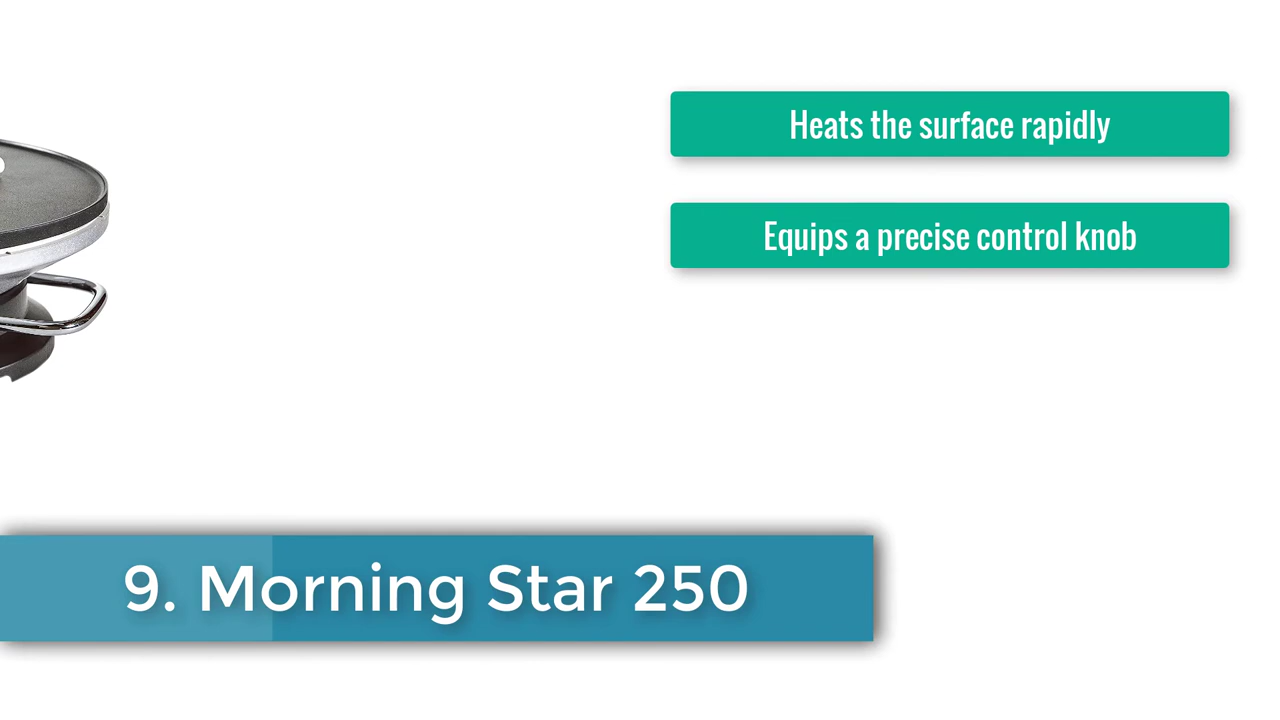 Heats the surface rapidly
Equips a precise control knob
9. Morning Star 250